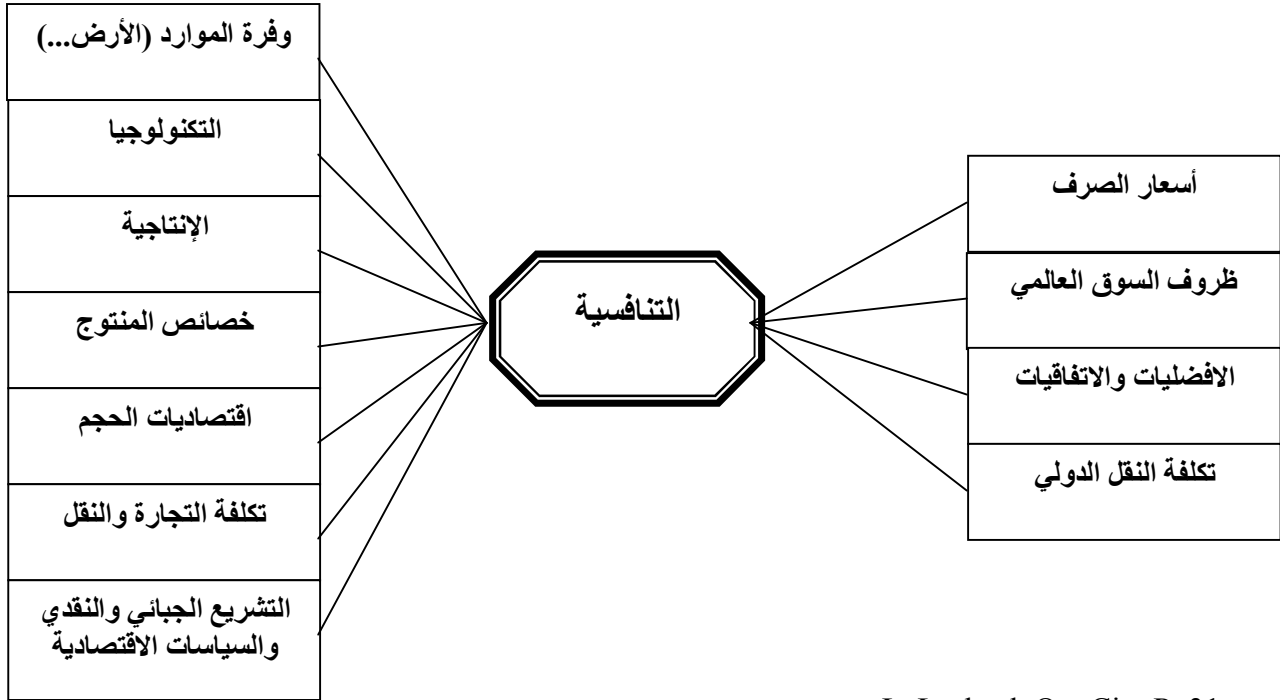 وفرة الموارد (الأرض...)
التكنولوجيا
الإنتاجية
خصائص المنتوج
اقتصاديات الحجم
تكلفة التجارة والنقل
التشريع الجبائي والنقدي
والسياسات الاقتصادية
التنافسية
أسعار الصرف
ظروف السوق العالمي
الافضليات والاتفاقيات
تكلفة النقل الدولي